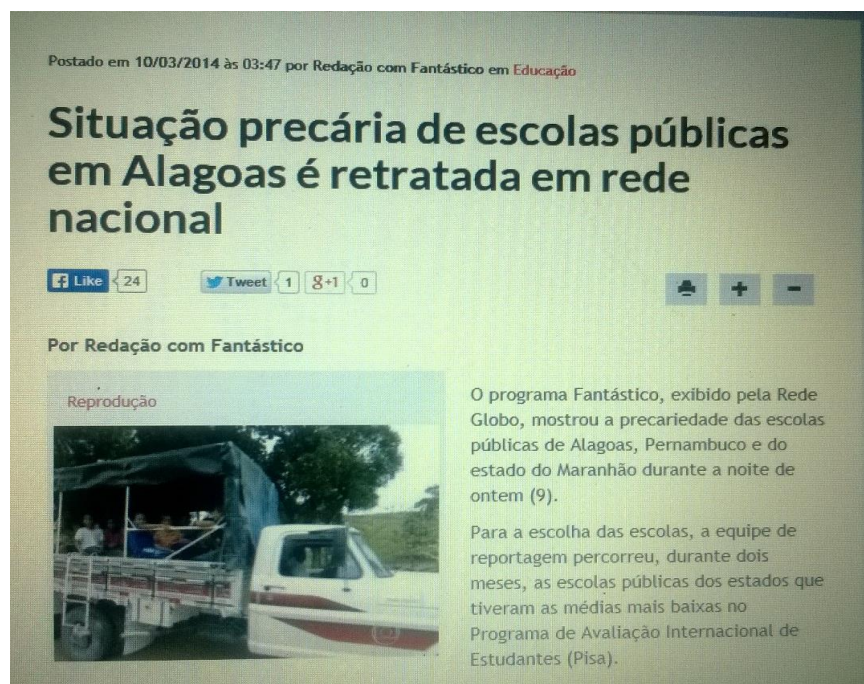 Postado em 10/03/2014 às 03:47 por Redação com Fantástico em Educação
Situação precária de escolas públicas
em Alagoas é retratada em rede
nacional
Like 24
Tweet 1
g+1 0
+
-
Por Redação com Fantástico
Reprodução
O programa Fantástico, exibido pela Rede
Globo, mostrou a precariedade das escolas
públicas de Alagoas, Pernambuco e do
estado do Maranhão durante a noite de
ontem (9).
Para a escolha das escolas, a equipe de
reportagem percorreu, durante dois
meses, as escolas públicas dos estados que
tiveram as médias mais baixas no
Programa de Avaliação Internacional de
Estudantes (Pisa).